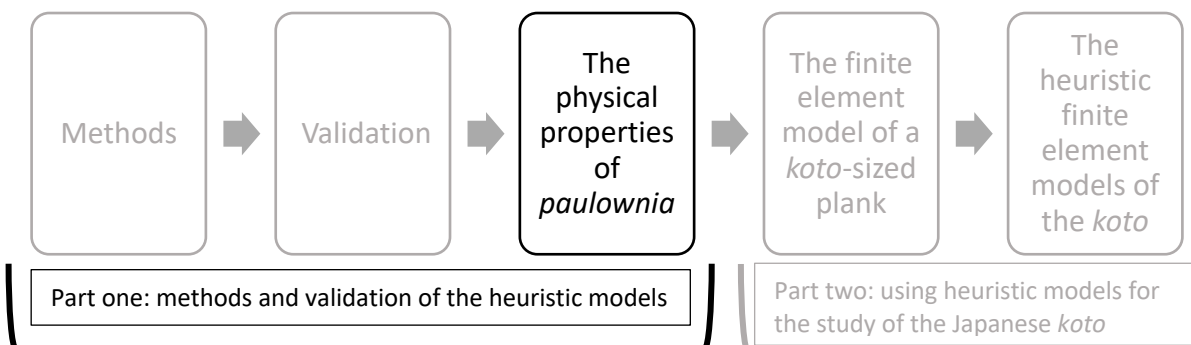 Methods
Validation
The
physical
properties
of
paulownia
The finite
element
model of a
koto-sized
plank
The
heuristic
finite
element
models of
the koto
Part one: methods and validation of the heuristic models
Part two: using heuristic models for
the study of the Japanese koto